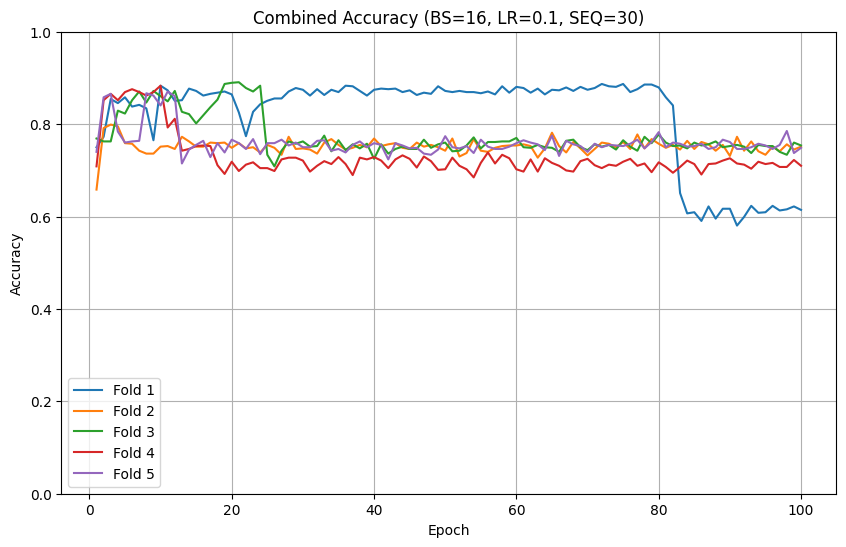 Combined Accuracy (BS=16, LR=0.1, SEQ=30)
1.0
0.8
0.6
0.4
0.2
0.0
Accuracy
Fold 1
Fold 2
Fold 3
Fold 4
Fold 5
0 20 40 60 80 100
Epoch